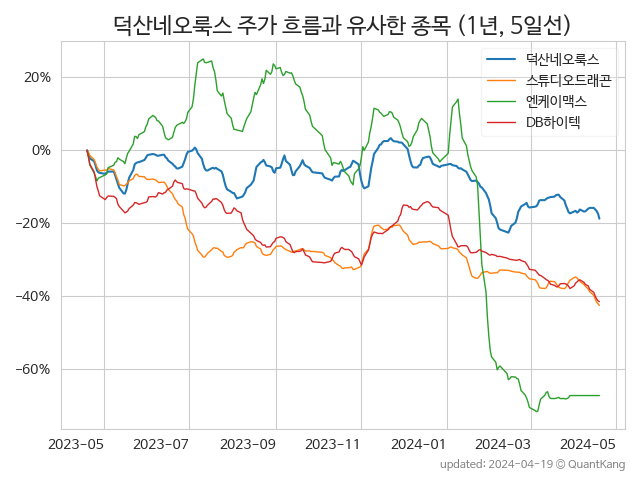 덕산네오룩스 주가 흐름과 유사한 종목 (1년, 5일선)
덕산네오룩스
스튜디오드래곤
엔케이맥스
DB하이텍
20%
0%
−20%
−40%
−60%
2023-05 2023-07 2023-09 2023-11 2024-01 2024-03 2024-05
updated: 2024-04-19 © QuantKang